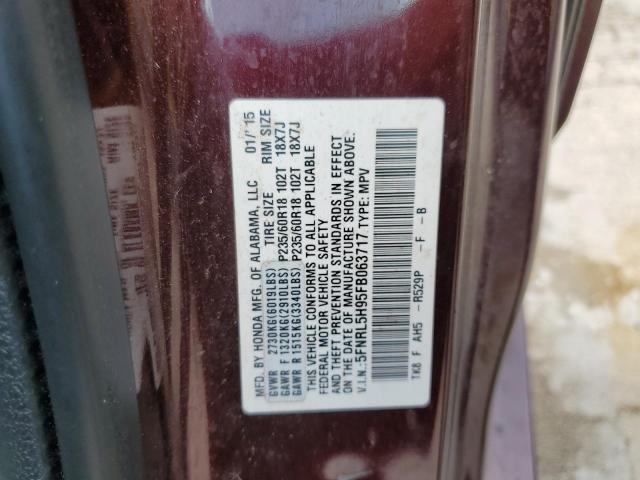 MFD. BY HONDA MFG. OF ALABAMA, LLC 01/'15
TIRE SIZE RIM SIZE
GVWR 2730KG(6019LBS)
GAWR F 1320KG(2910LBS) P235/60R18 102T 18X7J
GAWR R 1515KG(3340LBS) P235/60R18 102T 18X7J
THIS VEHICLE CONFORMS TO ALL APPLICABLE
FEDERAL MOTOR VEHICLE SAFETY
AND THEFT PREVENTION STANDARDS IN EFFECT
ON THE DATE OF MANUFACTURE SHOWN ABOVE.
V.I.N.: 5FNRL5H95FB063717. TYPE: MPV
TK8 F AH5 - R529P - F - B